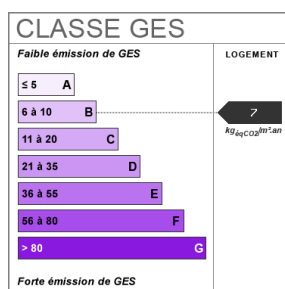 CLASSE GES
Faible émission de GES
LOGEMENT
≤ 5 A
6 à 10 B
7
kgéqCO2/m².an
11 à 20 C
21 à 35 D
36 à 55 E
56 à 80 F
> 80 G
Forte émission de GES